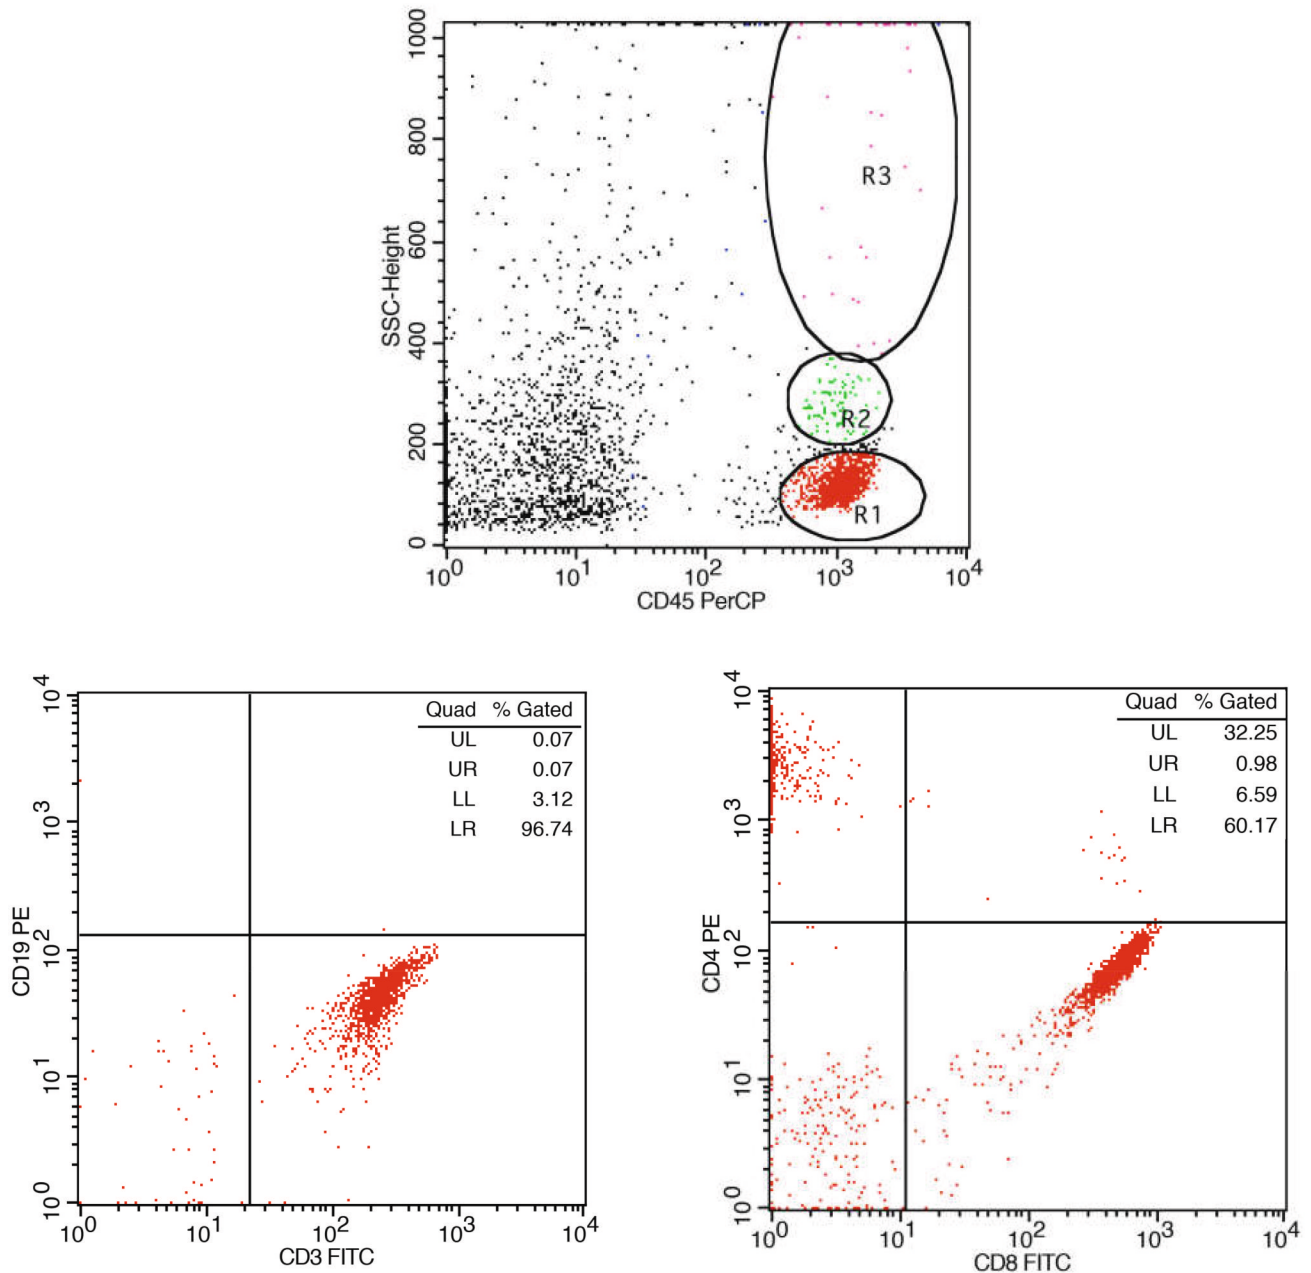 1000
800
600
400
200
0
SSC-Height
R3
R2
R1
10^0 10^1 10^2 10^3 10^4
CD45 PerCP
10^4
10^3
10^2
10^1
10^0
CD19 PE
Quad % Gated
UL 0.07
UR 0.07
LL 3.12
LR 96.74
10^0 10^1 10^2 10^3 10^4
CD3 FITC
10^4
10^3
10^2
10^1
10^0
CD4 PE
Quad % Gated
UL 32.25
UR 0.98
LL 6.59
LR 60.17
10^0 10^1 10^2 10^3 10^4
CD8 FITC